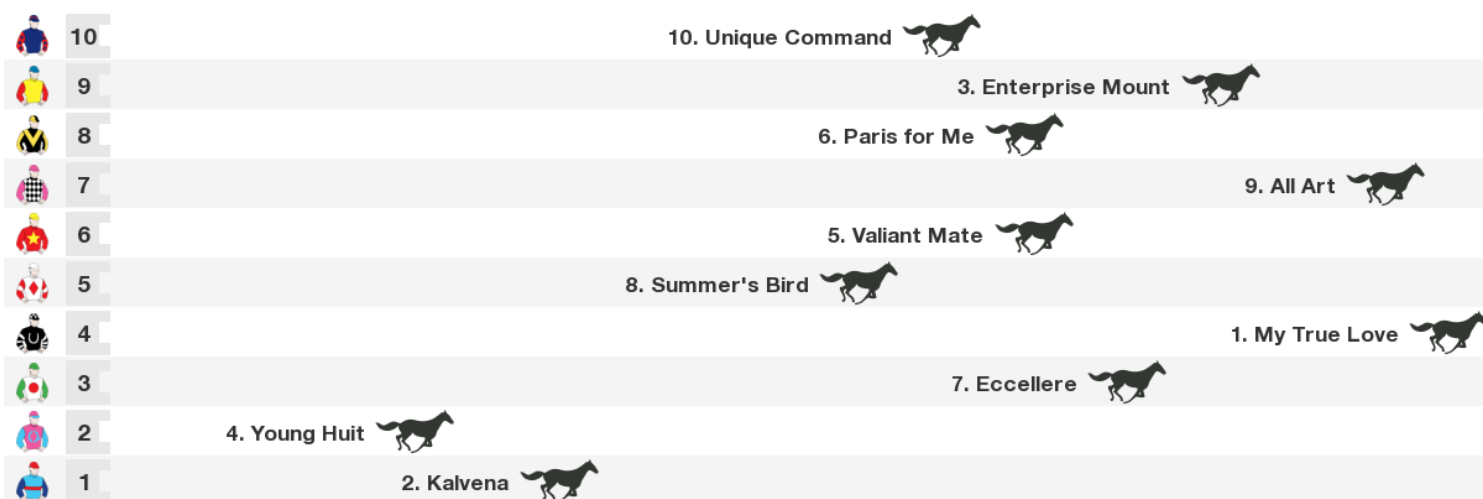 10 10. Unique Command
9 3. Enterprise Mount
8 6. Paris for Me
7 9. All Art
6 5. Valiant Mate
5 8. Summer's Bird
4 1. My True Love
3 7. Eccellere
2 4. Young Huit
1 2. Kalvena